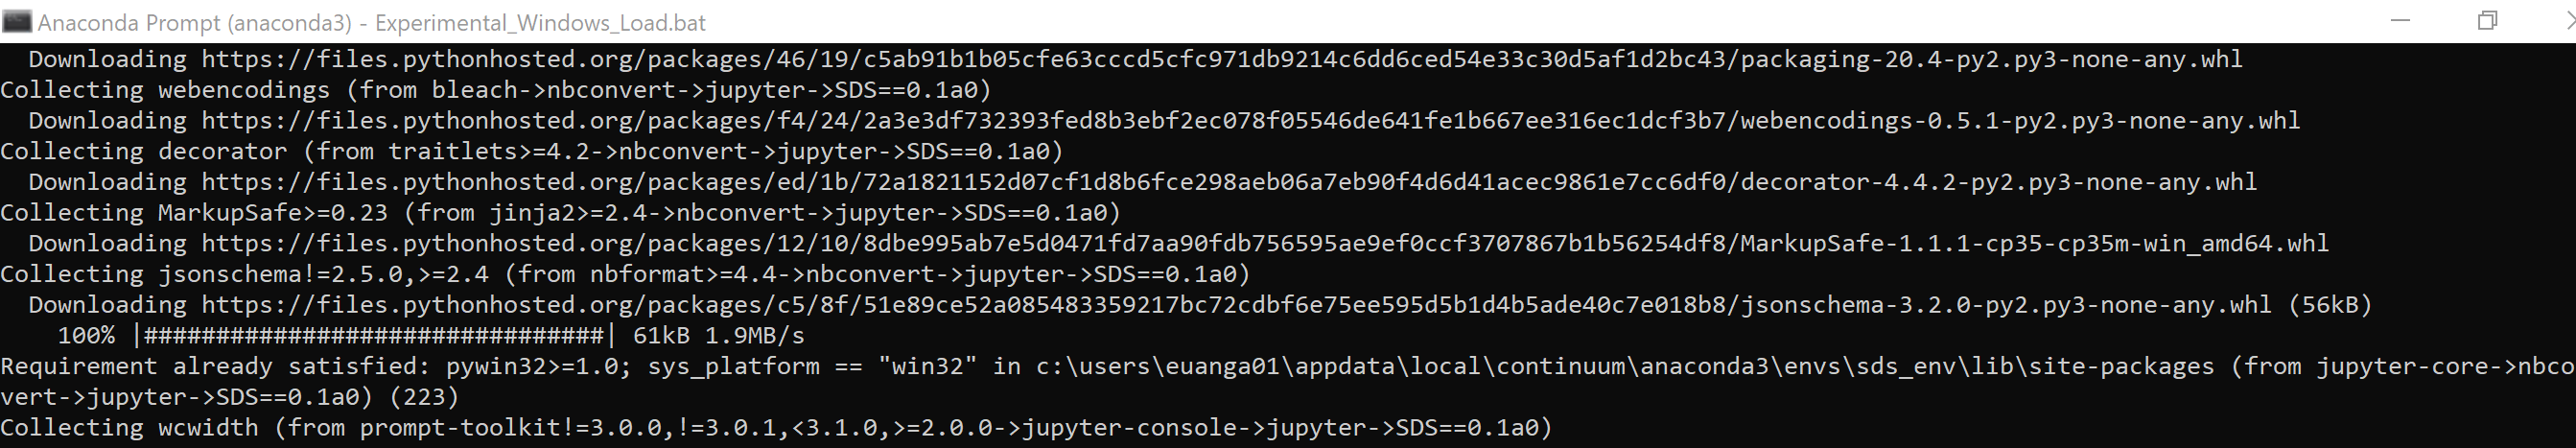 Anaconda Prompt (anaconda3) - Experimental_Windows_Load.bat
  Downloading https://files.pythonhosted.org/packages/46/19/c5ab91b1b05cfe63cccd5cfc971db9214c6dd6ced54e33c30d5af1d2bc43/packaging-20.4-py2.py3-none-any.whl
Collecting webencodings (from bleach->nbconvert->jupyter->SDS==0.1a0)
  Downloading https://files.pythonhosted.org/packages/f4/24/2a3e3df732393fed8b3ebf2ec078f05546de641fe1b667ee316ec1dcf3b7/webencodings-0.5.1-py2.py3-none-any.whl
Collecting decorator (from traitlets>=4.2->nbconvert->jupyter->SDS==0.1a0)
  Downloading https://files.pythonhosted.org/packages/ed/1b/72a1821152d07cf1d8b6fce298aeb06a7eb90f4d6d41acec9861e7cc6df0/decorator-4.4.2-py2.py3-none-any.whl
Collecting MarkupSafe>=0.23 (from jinja2>=2.4->nbconvert->jupyter->SDS==0.1a0)
  Downloading https://files.pythonhosted.org/packages/12/10/8dbe995ab7e5d0471fd7aa90fdb756595ae9ef0ccf3707867b1b56254df8/MarkupSafe-1.1.1-cp35-cp35m-win_amd64.whl
Collecting jsonschema!=2.5.0,>=2.4 (from nbformat>=4.4->nbconvert->jupyter->SDS==0.1a0)
  Downloading https://files.pythonhosted.org/packages/c5/8f/51e89ce52a085483359217bc72cdbf6e75ee595d5b1d4b5ade40c7e018b8/jsonschema-3.2.0-py2.py3-none-any.whl (56kB)
    100% |################################| 61kB 1.9MB/s
Requirement already satisfied: pywin32>=1.0; sys_platform == "win32" in c:\users\euanga01\appdata\local\continuum\anaconda3\envs\sds_env\lib\site-packages (from jupyter-core->nbco
vert->jupyter->SDS==0.1a0) (223)
Collecting wcwidth (from prompt-toolkit!=3.0.0,!=3.0.1,<3.1.0,>=2.0.0->jupyter-console->jupyter->SDS==0.1a0)